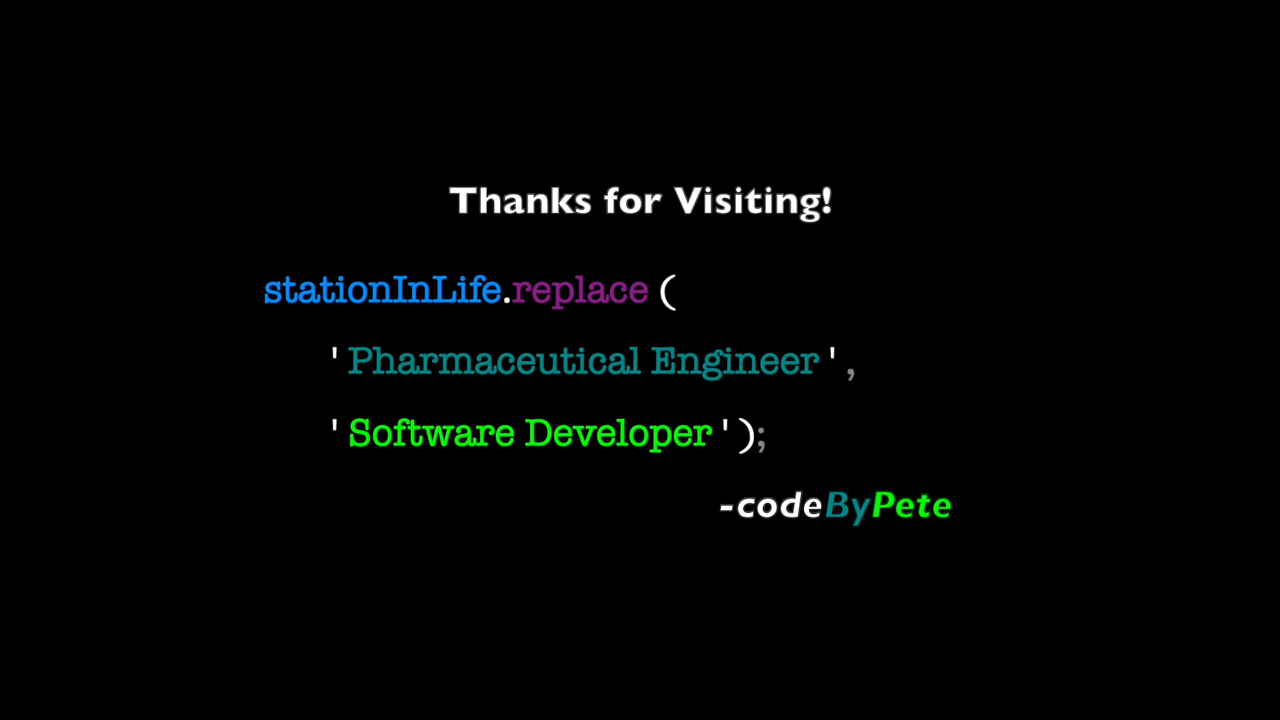 Thanks for Visiting!
stationInLife.replace (
'Pharmaceutical Engineer',
'Software Developer');
-codeByPete